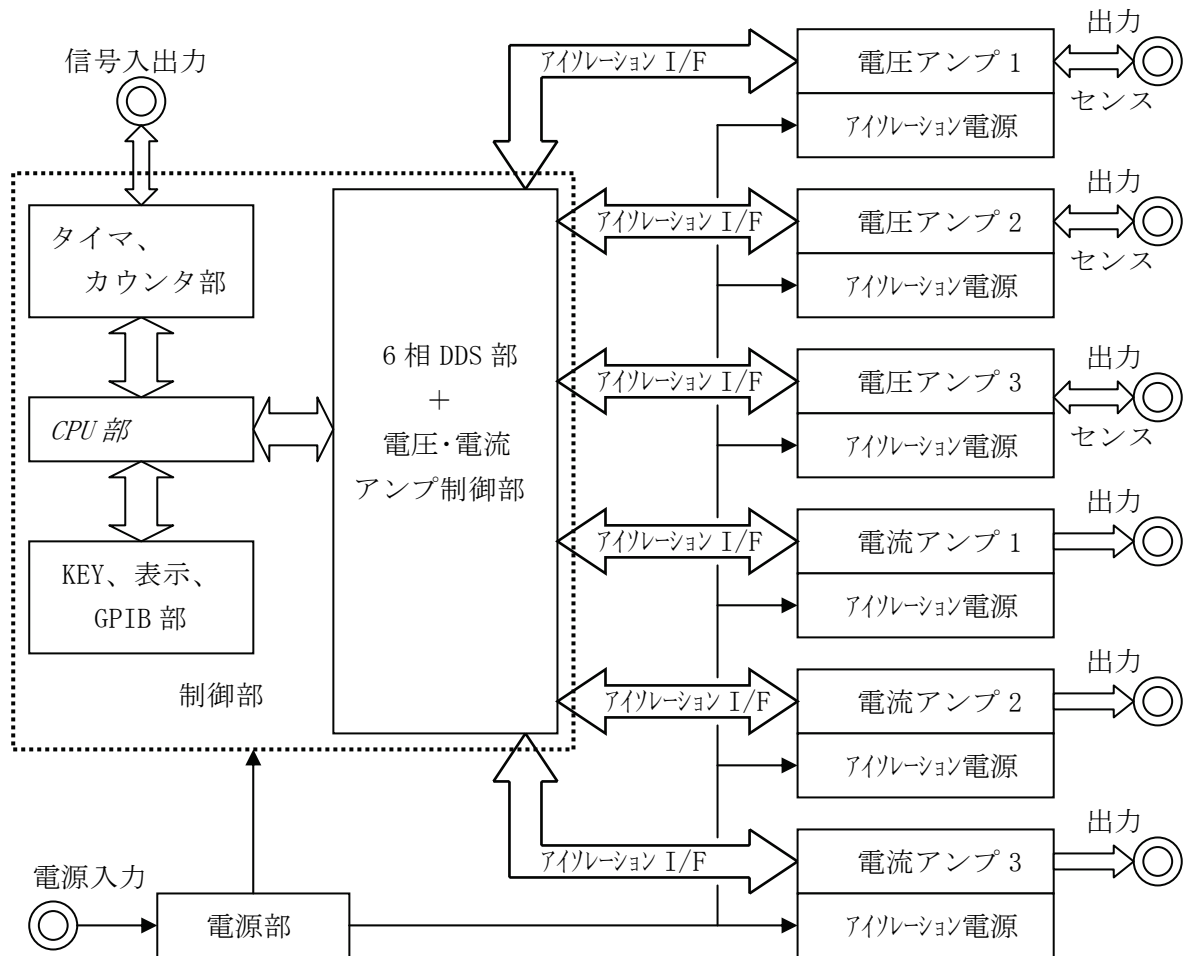 信号入出力
タイマ、
カウンタ部
CPU部
KEY、表示、
GPIB部
制御部
6相DDS部
+
電圧・電流
アンプ制御部
電源入力
電源部
アイソレーション I/F
電圧アンプ1
アイソレーション電源
出力
センス
アイソレーション I/F
電圧アンプ2
アイソレーション電源
出力
センス
アイソレーション I/F
電圧アンプ3
アイソレーション電源
出力
センス
アイソレーション I/F
電流アンプ1
アイソレーション電源
出力
アイソレーション I/F
電流アンプ2
アイソレーション電源
出力
アイソレーション I/F
電流アンプ3
アイソレーション電源
出力